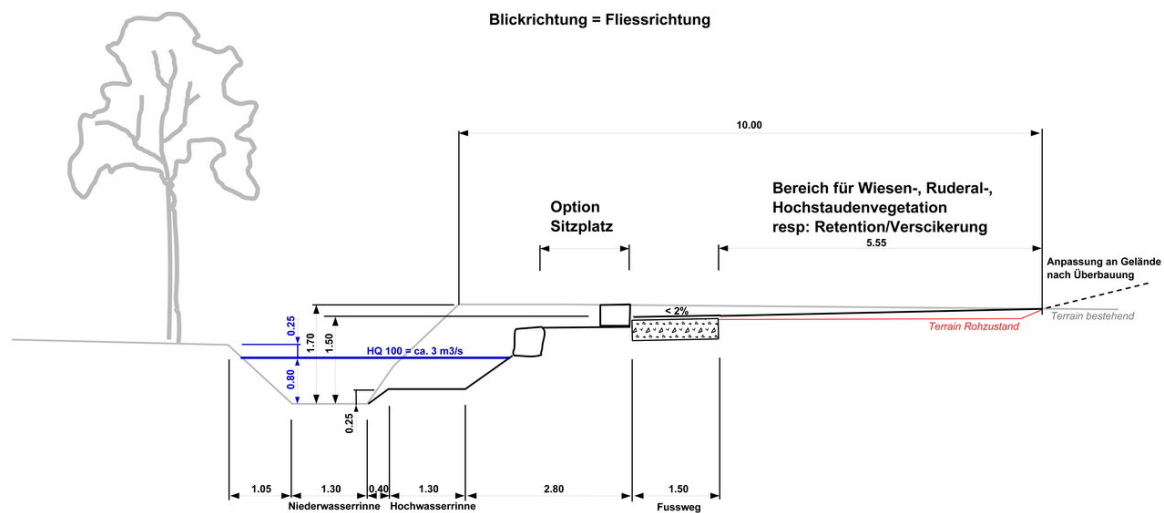 Blickrichtung = Fliessrichtung
10.00
Option
Sitzplatz
Bereich für Wiesen-, Ruderal-,
Hochstaudenvegetation
resp: Retention/Verscikerung
5.55
Anpassung an Gelände
nach Überbauung
< 2%
Terrain Rohzustand
Terrain bestehend
0.25
1.70
1.50
HQ 100 = ca. 3 m3/s
0.80
0.25
1.05
1.30
0.40
1.30
2.80
1.50
Niederwasserrinne
Hochwasserrinne
Fussweg